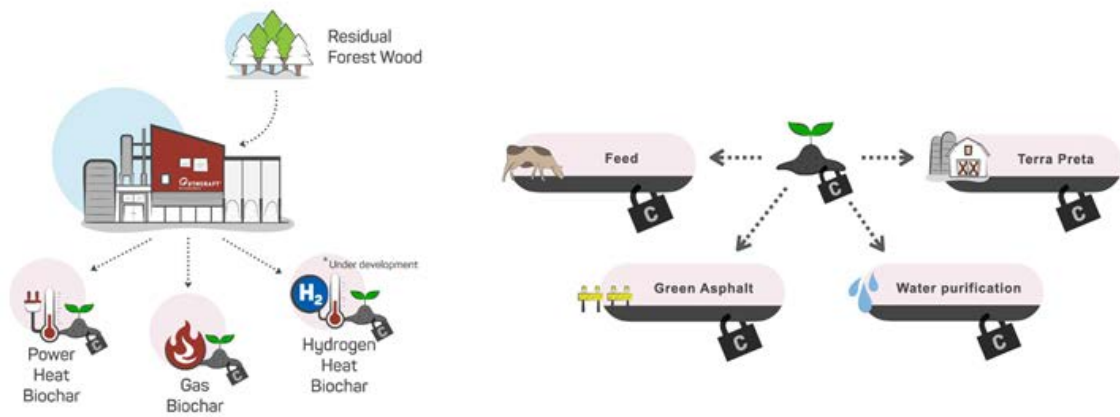 Residual
Forest Wood
* Under development
H2
Power
Heat
Biochar
Gas
Biochar
Hydrogen
Heat
Biochar
C
C
C
Feed
C
Terra Preta
C
C
Green Asphalt
C
Water purification
C